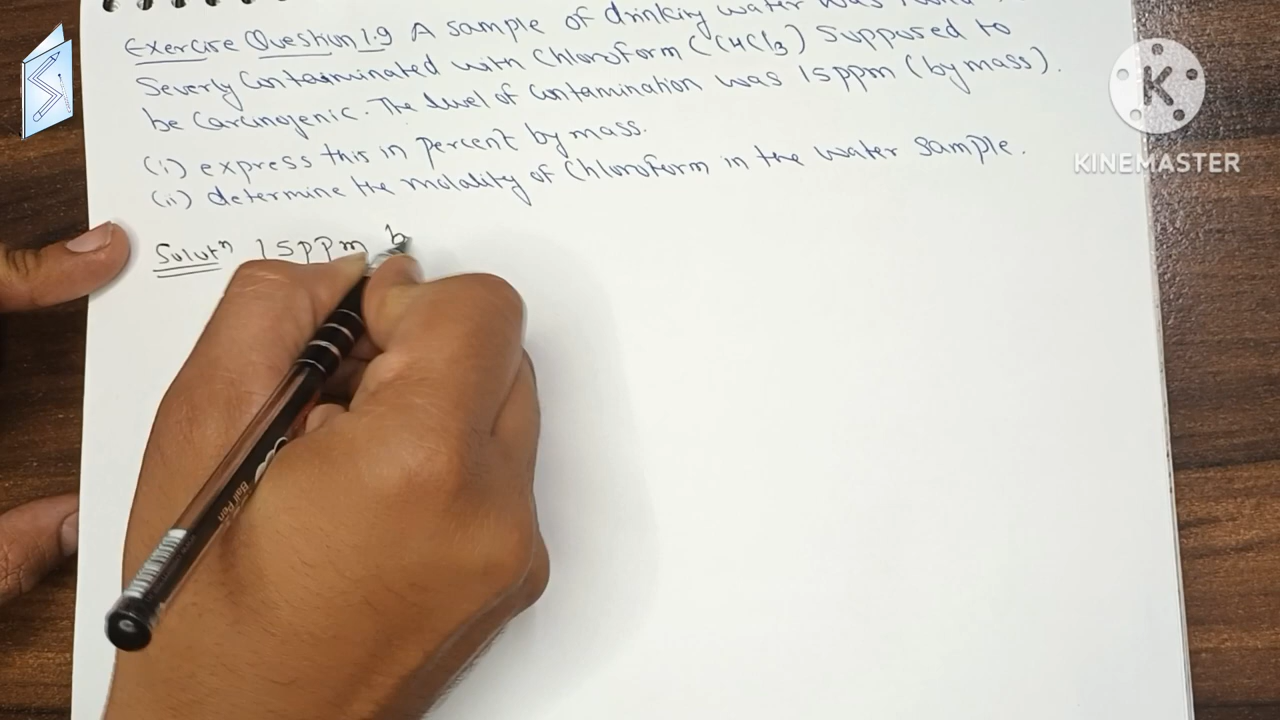 Exercise Question 1.9 A sample of drinking water was found
Severly Contaminated with Chloroform (CHCl3) Supposed to
be Carcinogenic. The level of contamination was 15ppm (by mass).
(i) express this in percent by mass.
(ii) determine the molality of Chloroform in the water sample.
Solutn 15ppm b
K
KINEMASTER
Ball Pen